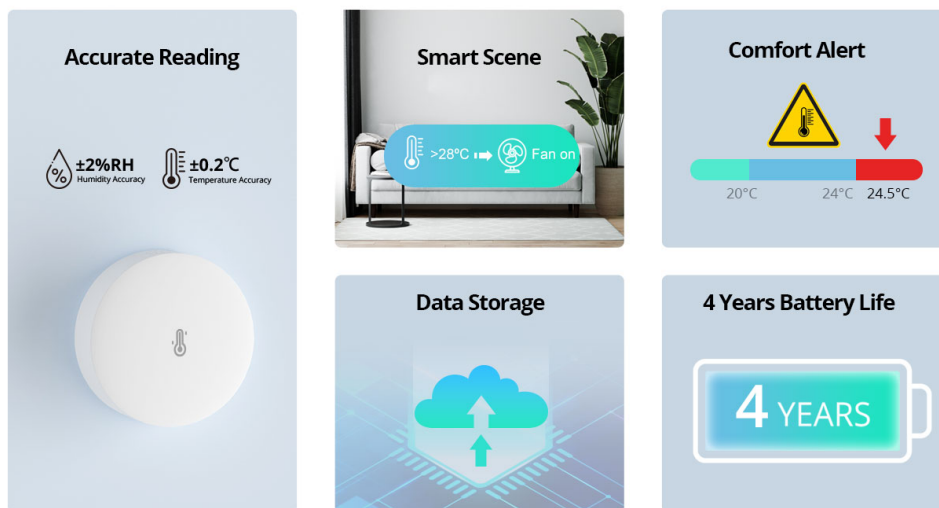 Accurate Reading
±2%RH
Humidity Accuracy
±0.2℃
Temperature Accuracy
Smart Scene
>28ºC
Fan on
Comfort Alert
20°C
24°C
24.5°C
Data Storage
4 Years Battery Life
4 YEARS